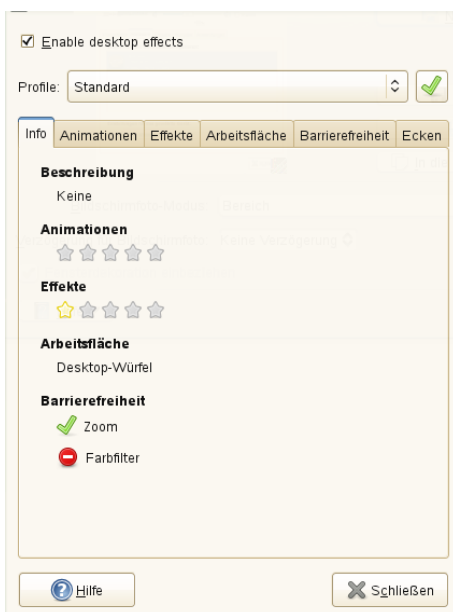 Enable desktop effects
Profile: Standard
Info Animationen Effekte Arbeitsfläche Barrierefreiheit Ecken
Beschreibung
Keine
Animationen
Effekte
Arbeitsfläche
Desktop-Würfel
Barrierefreiheit
Zoom
Farbfilter
Hilfe Schließen